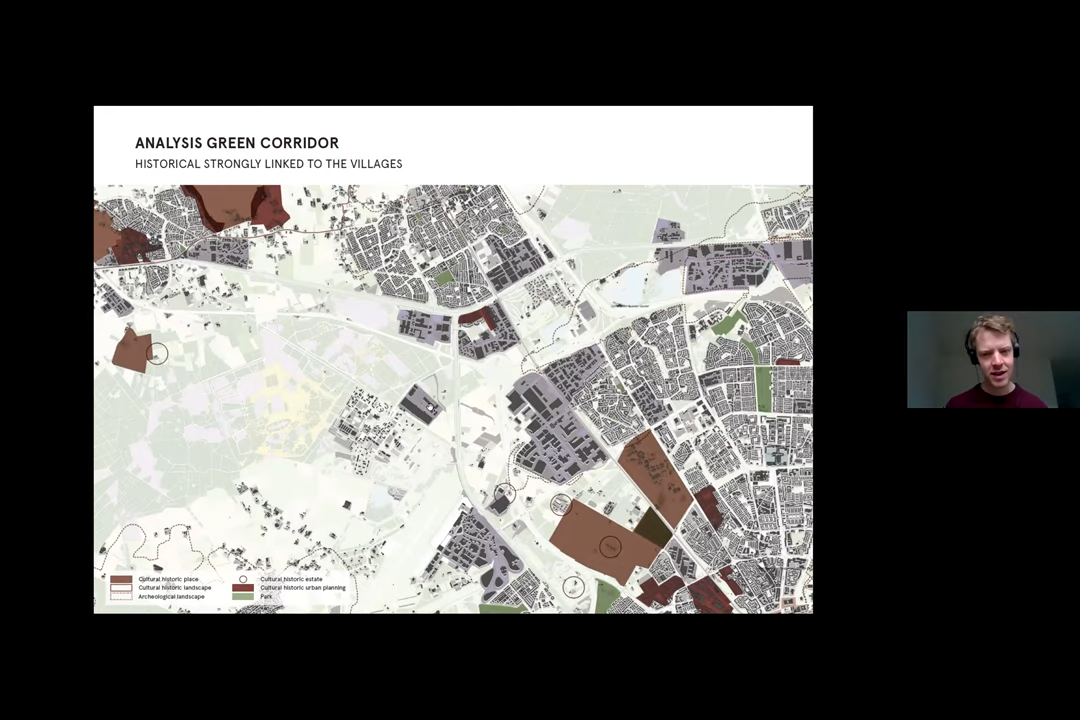 ANALYSIS GREEN CORRIDOR
HISTORICAL STRONGLY LINKED TO THE VILLAGES
Cultural historic place
Cultural historic landscape
Archeological landscape
Cultural historic estate
Cultural historic urban planning
Park